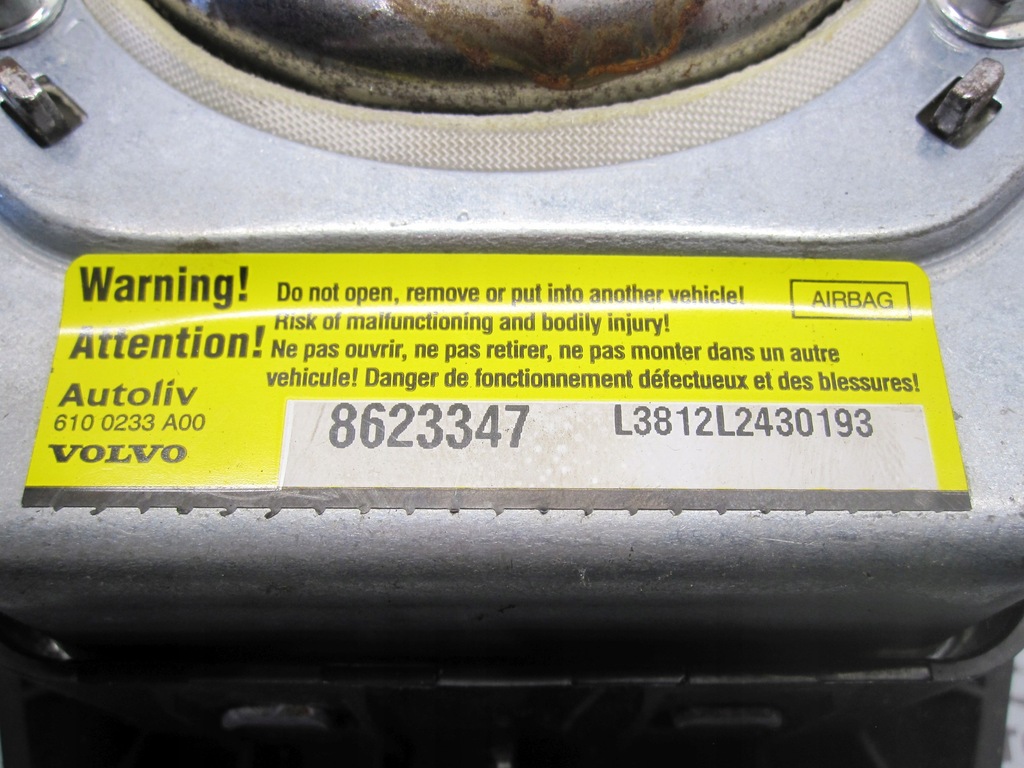 Warning!
Do not open, remove or put into another vehicle!
AIRBAG
Risk of malfunctioning and bodily injury!
Attention!
Ne pas ouvrir, ne pas retirer, ne pas monter dans un autre
vehicule! Danger de fonctionnement défectueux et des blessures!
Autoliv
610 0233 A00
VOLVO
8623347
L3812L2430193